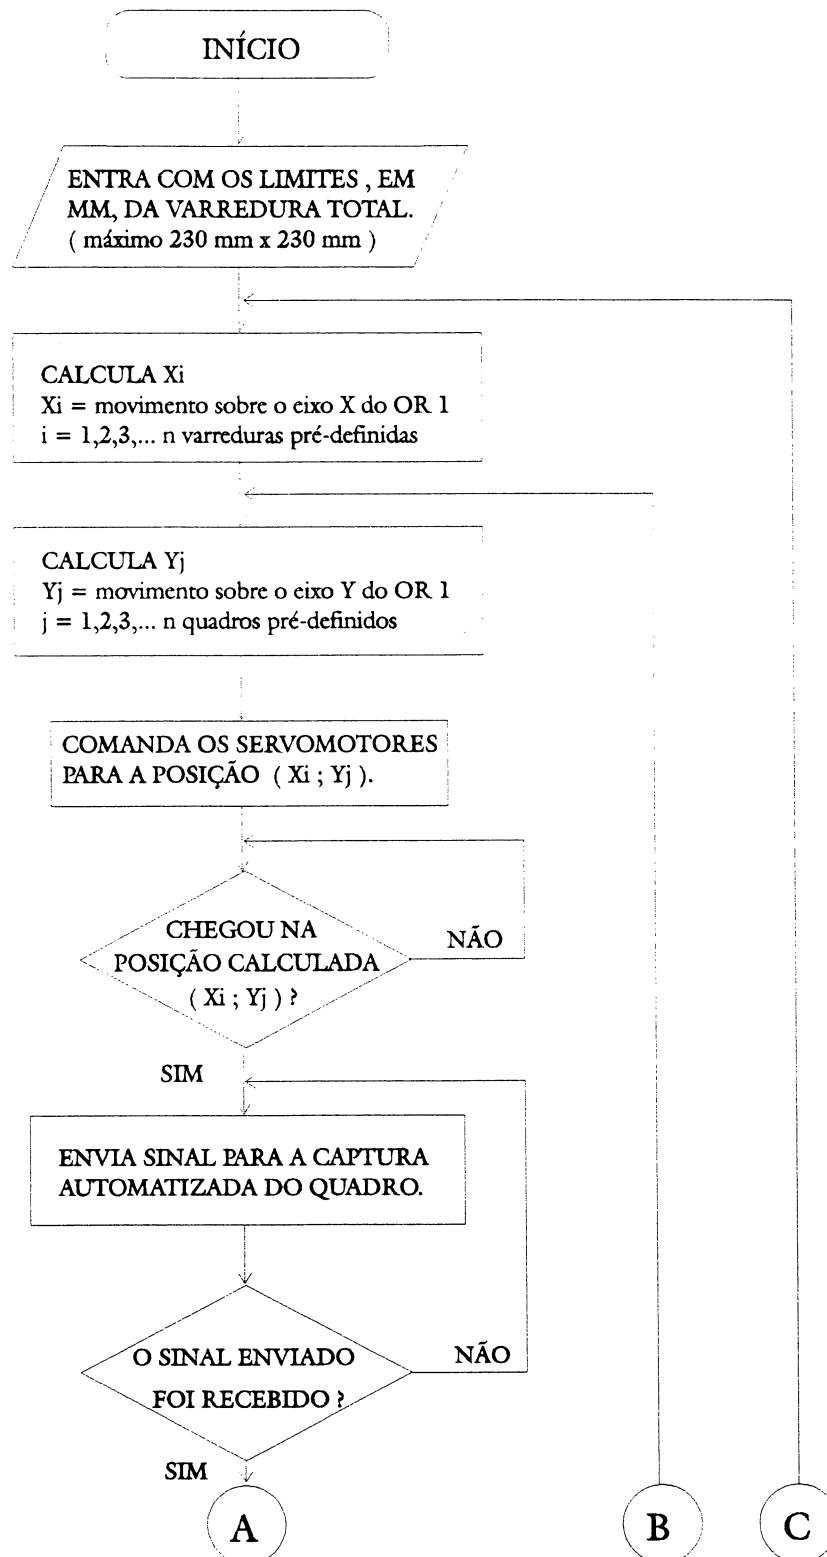 INÍCIO
ENTRA COM OS LIMITES , EM
MM, DA VARREDURA TOTAL.
( máximo 230 mm x 230 mm )
CALCULA Xi
Xi = movimento sobre o eixo X do OR 1
i = 1,2,3,... n varreduras pré-definidas
CALCULA Yj
Yj = movimento sobre o eixo Y do OR 1
j = 1,2,3,... n quadros pré-definidos
COMANDA OS SERVOMOTORES
PARA A POSIÇÃO ( Xi ; Yj ).
CHEGOU NA
POSIÇÃO CALCULADA
( Xi ; Yj ) ?
NÃO
SIM
ENVIA SINAL PARA A CAPTURA
AUTOMATIZADA DO QUADRO.
O SINAL ENVIADO
FOI RECEBIDO ?
NÃO
SIM
A
B
C